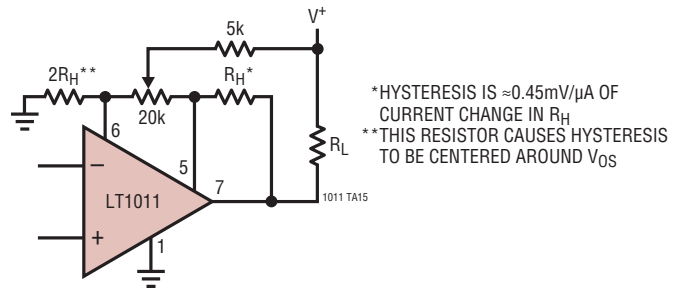 V+
5k
2RH**
RH*
20k
6
5
7
RL
LT1011
1
1011 TA15
−
+
*HYSTERESIS IS ≈0.45mV/µA OF
CURRENT CHANGE IN RH
**THIS RESISTOR CAUSES HYSTERESIS
TO BE CENTERED AROUND VOS